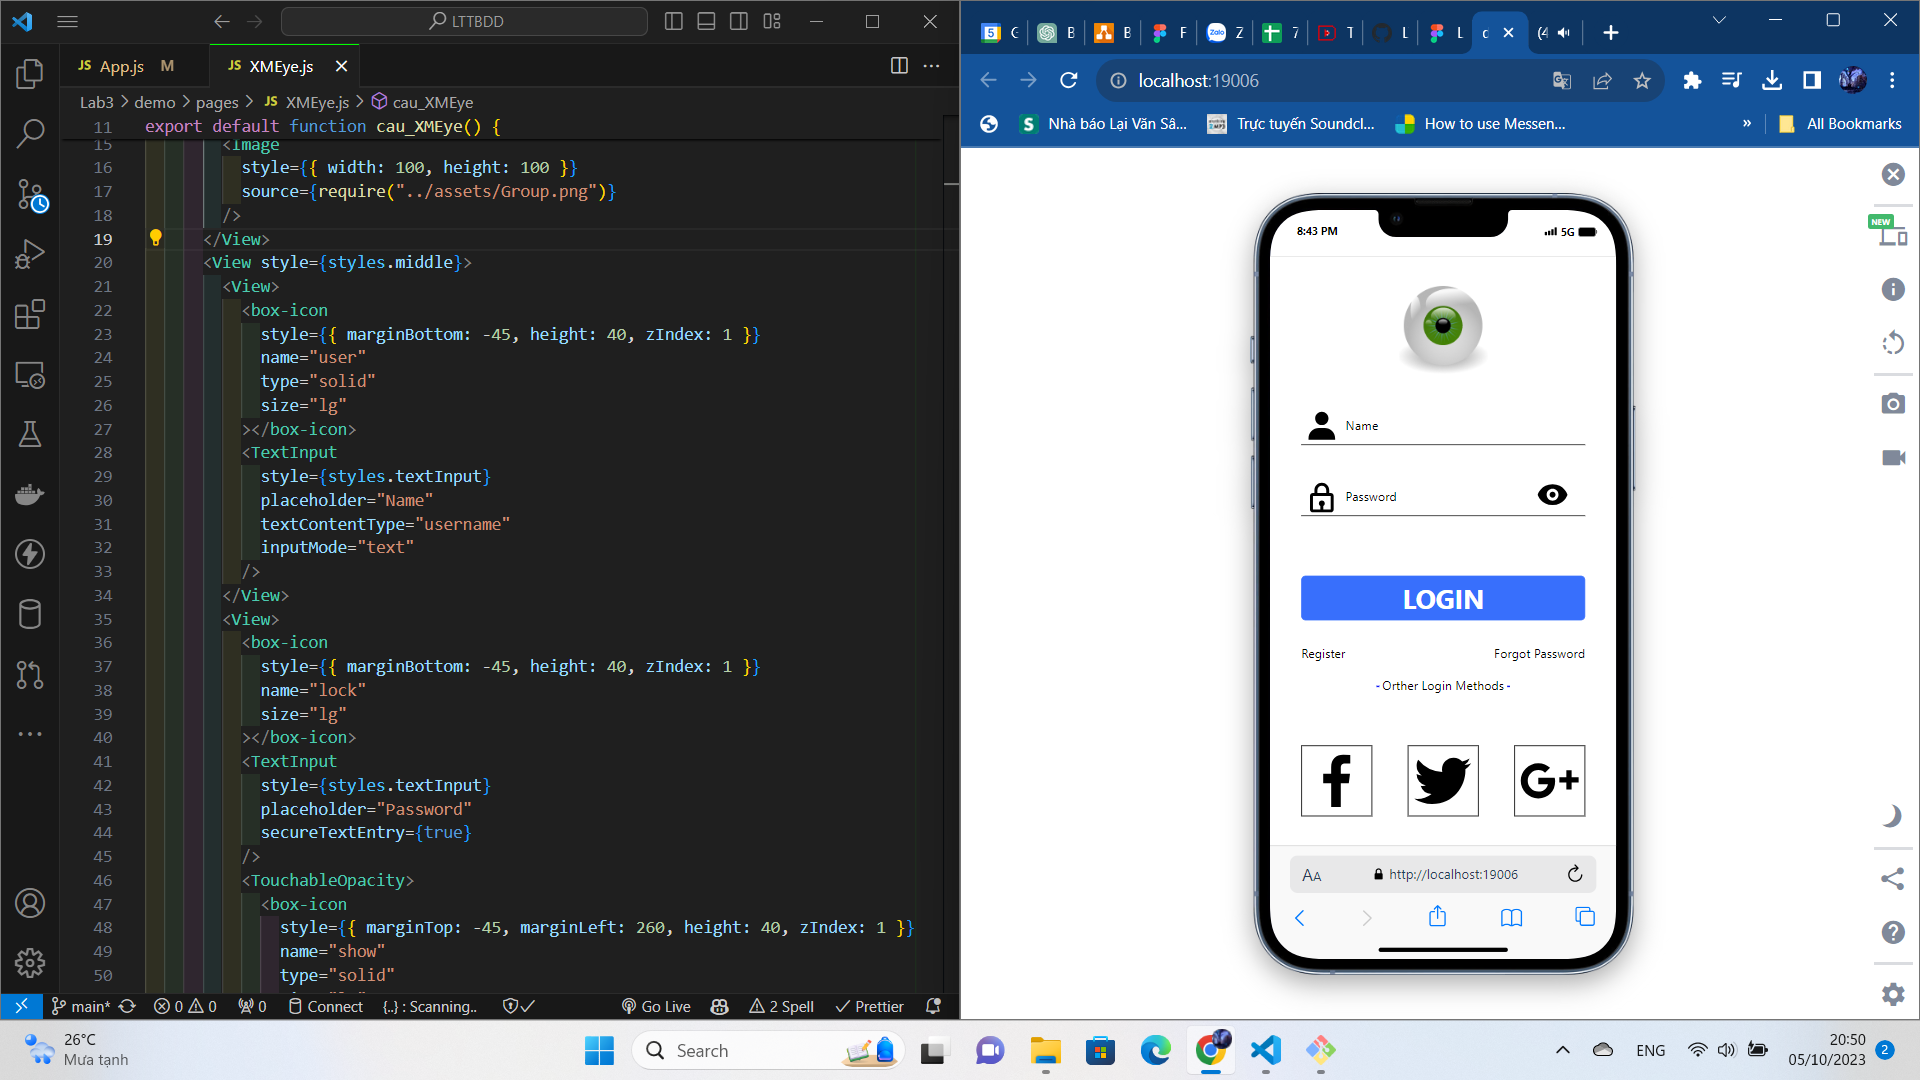 LTTBDD
JS App.js M
JS XMEye.js
Lab3 > demo > pages > JS XMEye.js > cau_XMEye
11 export default function cau_XMEye() {
15 <Image
16 style={{ width: 100, height: 100 }}
17 source={require("../assets/Group.png")}
18 />
19 </View>
20 <View style={styles.middle}>
21 <View>
22 <box-icon
23 style={{ marginBottom: -45, height: 40, zIndex: 1 }}
24 name="user"
25 type="solid"
26 size="lg"
27 ></box-icon>
28 <TextInput
29 style={styles.textInput}
30 placeholder="Name"
31 textContentType="username"
32 inputMode="text"
33 />
34 </View>
35 <View>
36 <box-icon
37 style={{ marginBottom: -45, height: 40, zIndex: 1 }}
38 name="lock"
39 size="lg"
40 ></box-icon>
41 <TextInput
42 style={styles.textInput}
43 placeholder="Password"
44 secureTextEntry={true}
45 />
46 <TouchableOpacity>
47 <box-icon
48 style={{ marginTop: -45, marginLeft: 260, height: 40, zIndex: 1 }}
49 name="show"
50 type="solid"
main* 0 0 0 Connect {..} : Scanning.. Go Live 2 Spell Prettier
5 G B B F Zalo Z 7 T L L c (4
localhost:19006
S Nhà báo Lại Văn Sâ... Trực tuyến Soundcl... How to use Messen... » All Bookmarks
NEW
8:43 PM 5G
Name
Password
LOGIN
Register Forgot Password
- Orther Login Methods -
G+
AA http://localhost:19006
26°C
Mưa tạnh
Search
ENG
20:50
05/10/2023
2